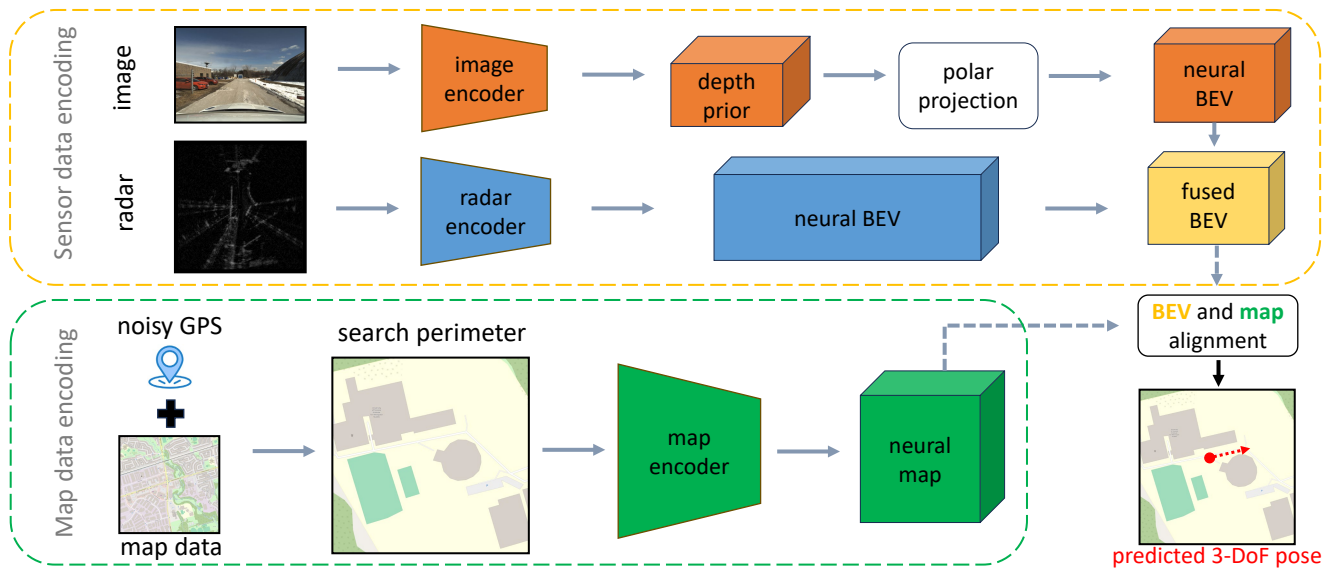 Sensor data encoding
image
image
encoder
depth
prior
polar
projection
neural
BEV
radar
radar
encoder
neural BEV
fused
BEV
Map data encoding
noisy GPS
map data
search perimeter
map
encoder
neural
map
BEV and map
alignment
predicted 3-DoF pose